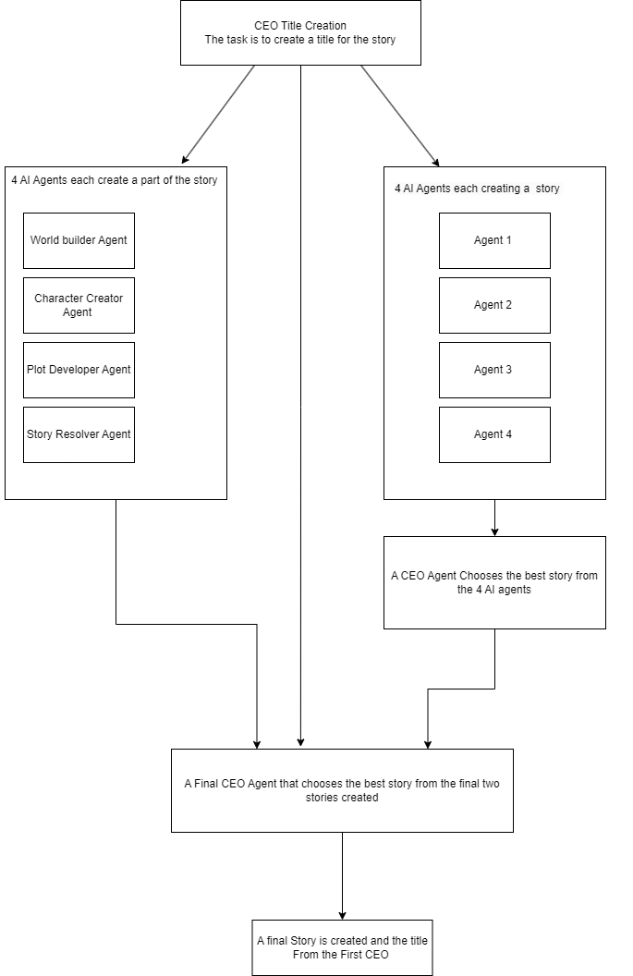 CEO Title Creation
The task is to create a title for the story
4 AI Agents each create a part of the story
World builder Agent
Character Creator
Agent
Plot Developer Agent
Story Resolver Agent
4 AI Agents each creating a story
Agent 1
Agent 2
Agent 3
Agent 4
A CEO Agent Chooses the best story from
the 4 AI agents
A Final CEO Agent that chooses the best story from the final two
stories created
A final Story is created and the title
From the First CEO